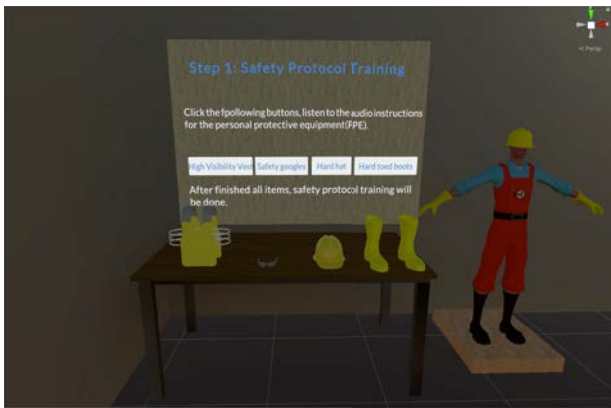 Step 1: Safety Protocol Training
Click the fpollowing buttons, listen to the audio instructions
for the personal protective equipment(PPE).
High Visibility Vest Safety googles Hard hat Hard toed boots
After finished all items, safety protocol training will
be done.
Persp